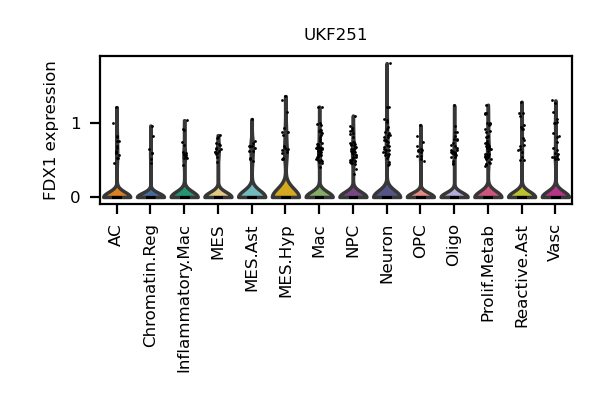 UKF251
FDX1 expression
1
0
AC
Chromatin.Reg
Inflammatory.Mac
MES
MES.Ast
MES.Hyp
Mac
NPC
Neuron
OPC
Oligo
Prolif.Metab
Reactive.Ast
Vasc